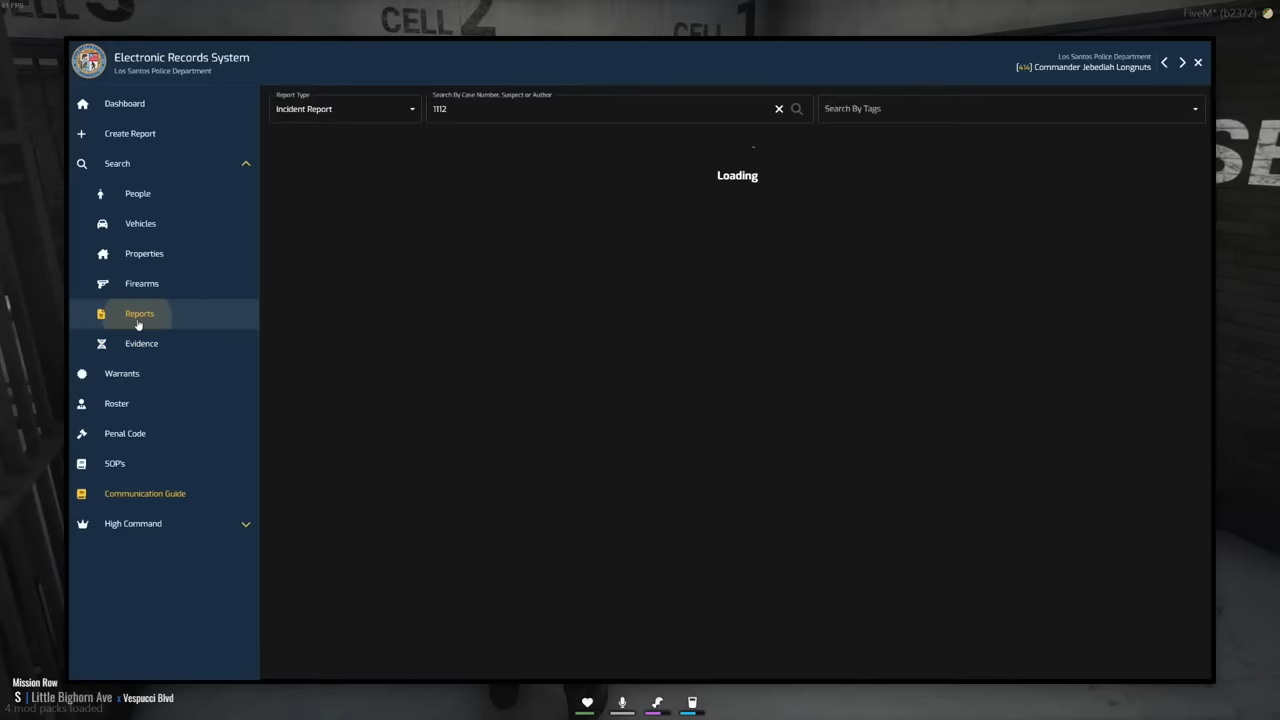 61 FPS
CELL 2
CELL 1
FiveM* (b2372)
Electronic Records System
Los Santos Police Department
Los Santos Police Department
[414] Commander Jebediah Longnuts
Dashboard
Create Report
Search
People
Vehicles
Properties
Firearms
Reports
Evidence
Warrants
Roster
Penal Code
SOP's
Communication Guide
High Command
Report Type
Incident Report
Search By Case Number, Suspect or Author
1112
Search By Tags
Loading
Mission Row
S | Little Bighorn Ave x Vespucci Blvd
4 mod packs loaded